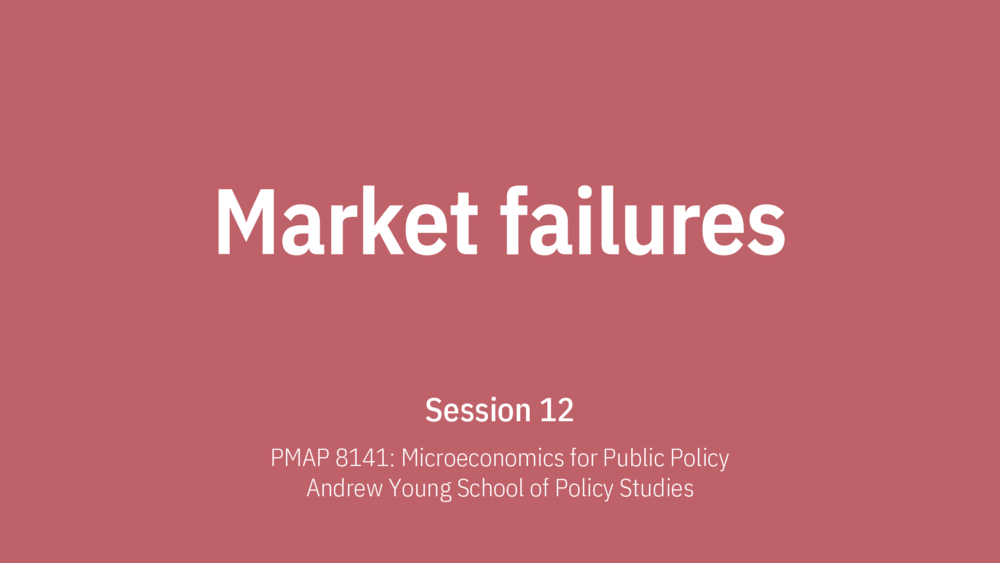 Market failures
Session 12
PMAP 8141: Microeconomics for Public Policy
Andrew Young School of Policy Studies